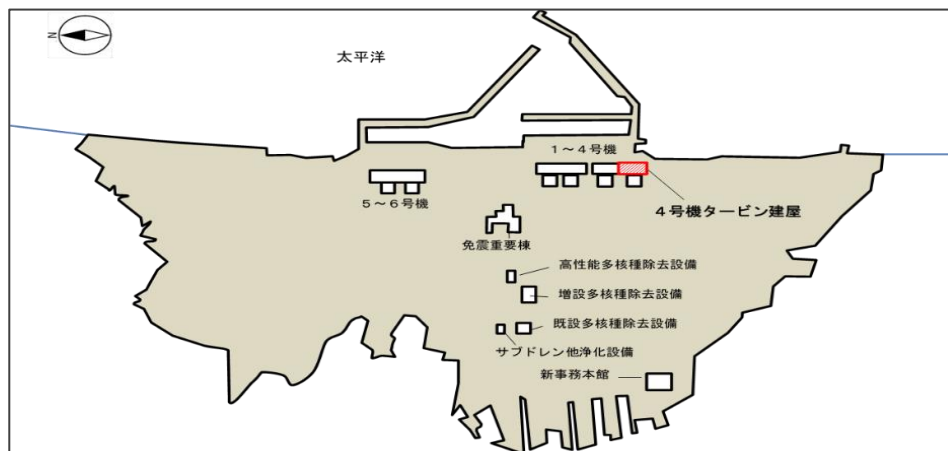 N
太平洋
１～４号機
５～６号機
４号機タービン建屋
免震重要棟
高性能多核種除去設備
増設多核種除去設備
既設多核種除去設備
サブドレン他浄化設備
新事務本館